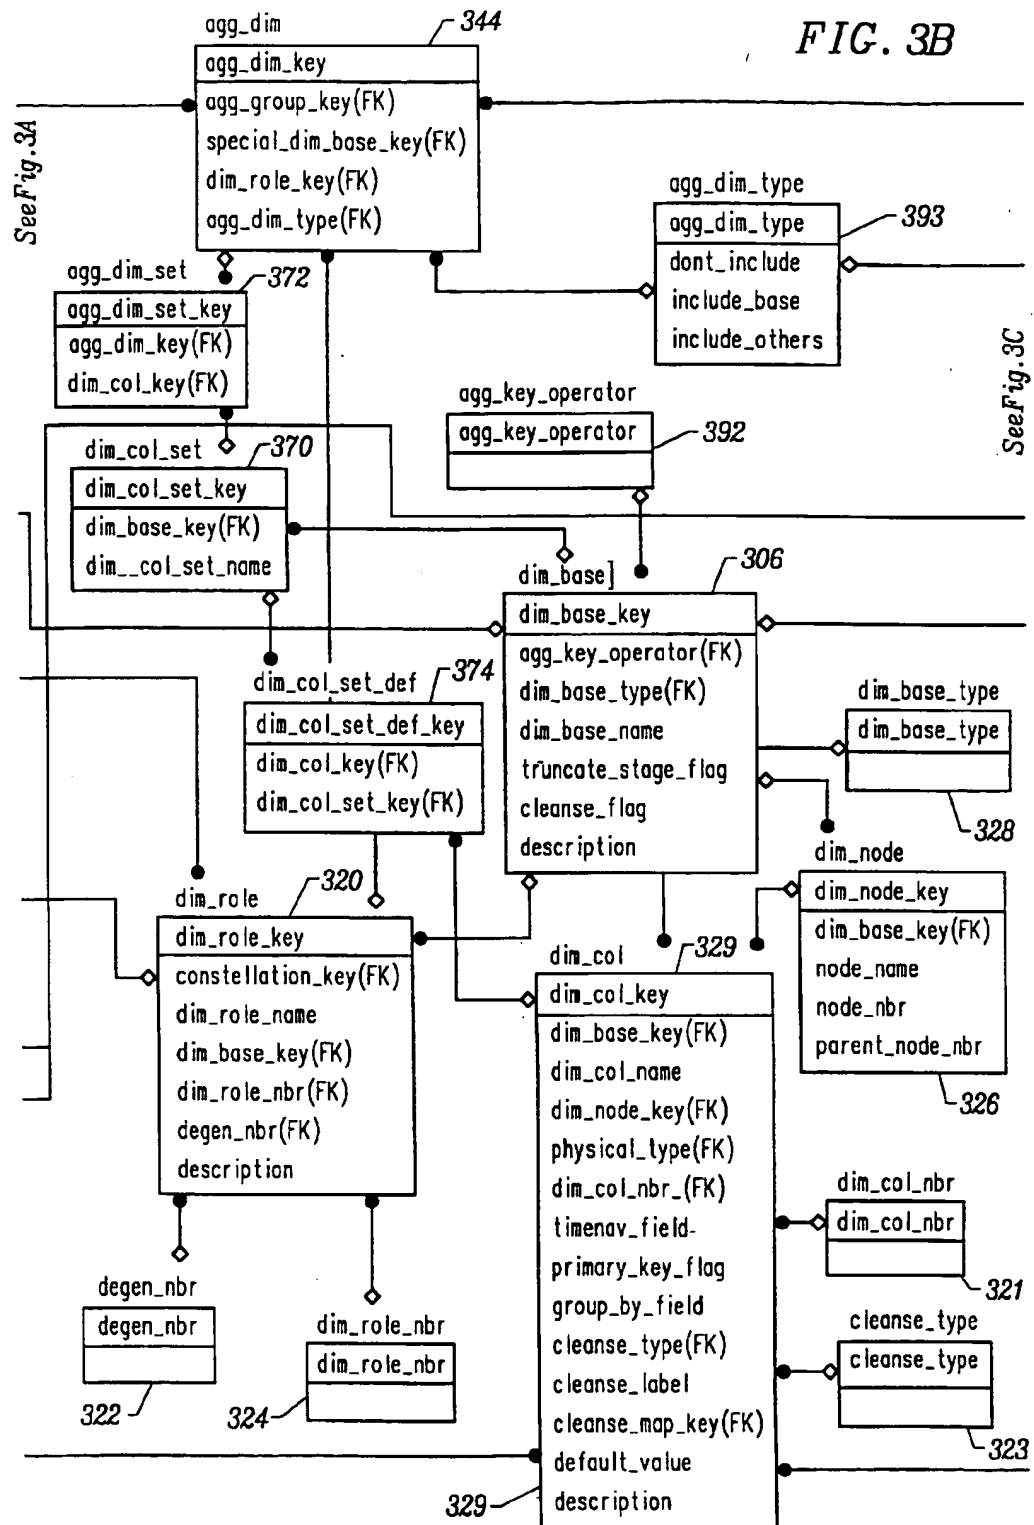 FIG. 3B
agg_dim
344
agg_dim_key
agg_group_key(FK)
special_dim_base_key(FK)
dim_role_key(FK)
agg_dim_type(FK)
See Fig. 3A
agg_dim_type
393
agg_dim_type
dont_include
include_base
include_others
See Fig. 3C
agg_dim_set
372
agg_dim_set_key
agg_dim_key(FK)
dim_col_key(FK)
agg_key_operator
agg_key_operator
392
dim_col_set
370
dim_col_set_key
dim_base_key(FK)
dim__col_set_name
dim_base]
306
dim_base_key
agg_key_operator(FK)
dim_base_type(FK)
dim_base_name
truncate_stage_flag
cleanse_flag
description
dim_col_set_def
374
dim_col_set_def_key
dim_col_key(FK)
dim_col_set_key(FK)
dim_base_type
dim_base_type
328
dim_node
dim_node_key
dim_base_key(FK)
node_name
node_nbr
parent_node_nbr
326
dim_role
320
dim_role_key
constellation_key(FK)
dim_role_name
dim_base_key(FK)
dim_role_nbr(FK)
degen_nbr(FK)
description
dim_col
329
dim_col_key
dim_base_key(FK)
dim_col_name
dim_node_key(FK)
physical_type(FK)
dim_col_nbr_(FK)
timenav_field-
primary_key_flag
group_by_field
cleanse_type(FK)
cleanse_label
cleanse_map_key(FK)
default_value
description
329
dim_col_nbr
dim_col_nbr
321
cleanse_type
cleanse_type
323
degen_nbr
degen_nbr
322
dim_role_nbr
dim_role_nbr
324